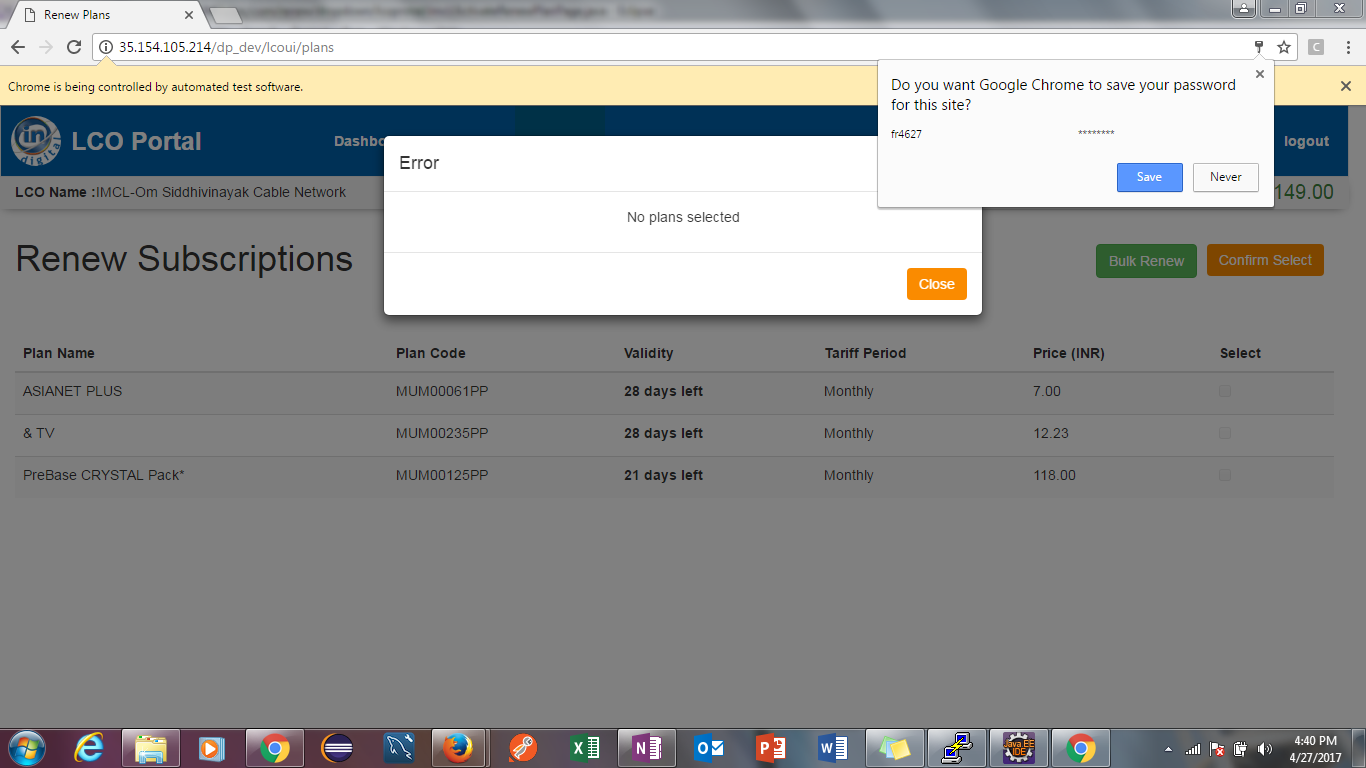 Renew Plans
35.154.105.214/dp_dev/lcoui/plans
Chrome is being controlled by automated test software.
Do you want Google Chrome to save your password
for this site?
fr4627 ********
Save Never
in
digital
LCO Portal
logout
LCO Name :IMCL-Om Siddhivinayak Cable Network
149.00
Error
No plans selected
Close
Renew Subscriptions
Bulk Renew Confirm Select
Plan Name Plan Code Validity Tariff Period Price (INR) Select
ASIANET PLUS MUM00061PP 28 days left Monthly 7.00
& TV MUM00235PP 28 days left Monthly 12.23
PreBase CRYSTAL Pack* MUM00125PP 21 days left Monthly 118.00
Java EE
IDE
4:40 PM
4/27/2017